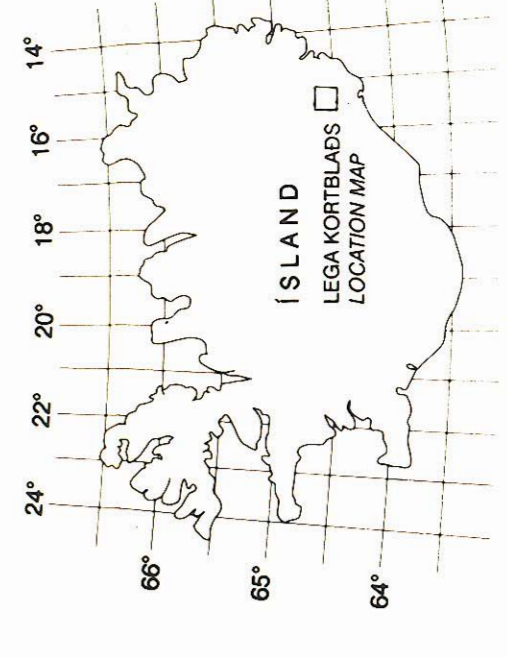 24° 22° 20° 18° 16° 14°
66°
65°
64°
ÍSLAND
LEGA KORTBLAÐS
LOCATION MAP